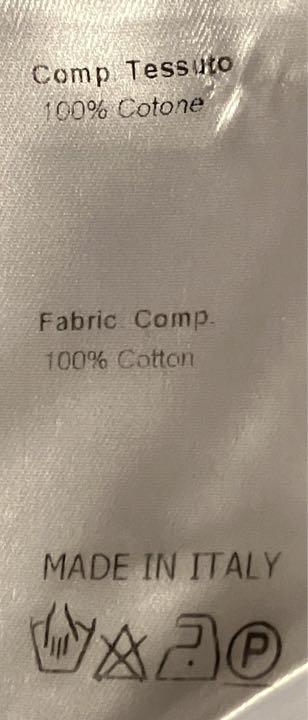 Comp. Tessuto
100% Cotone
Fabric Comp.
100% Cotton
MADE IN ITALY
P